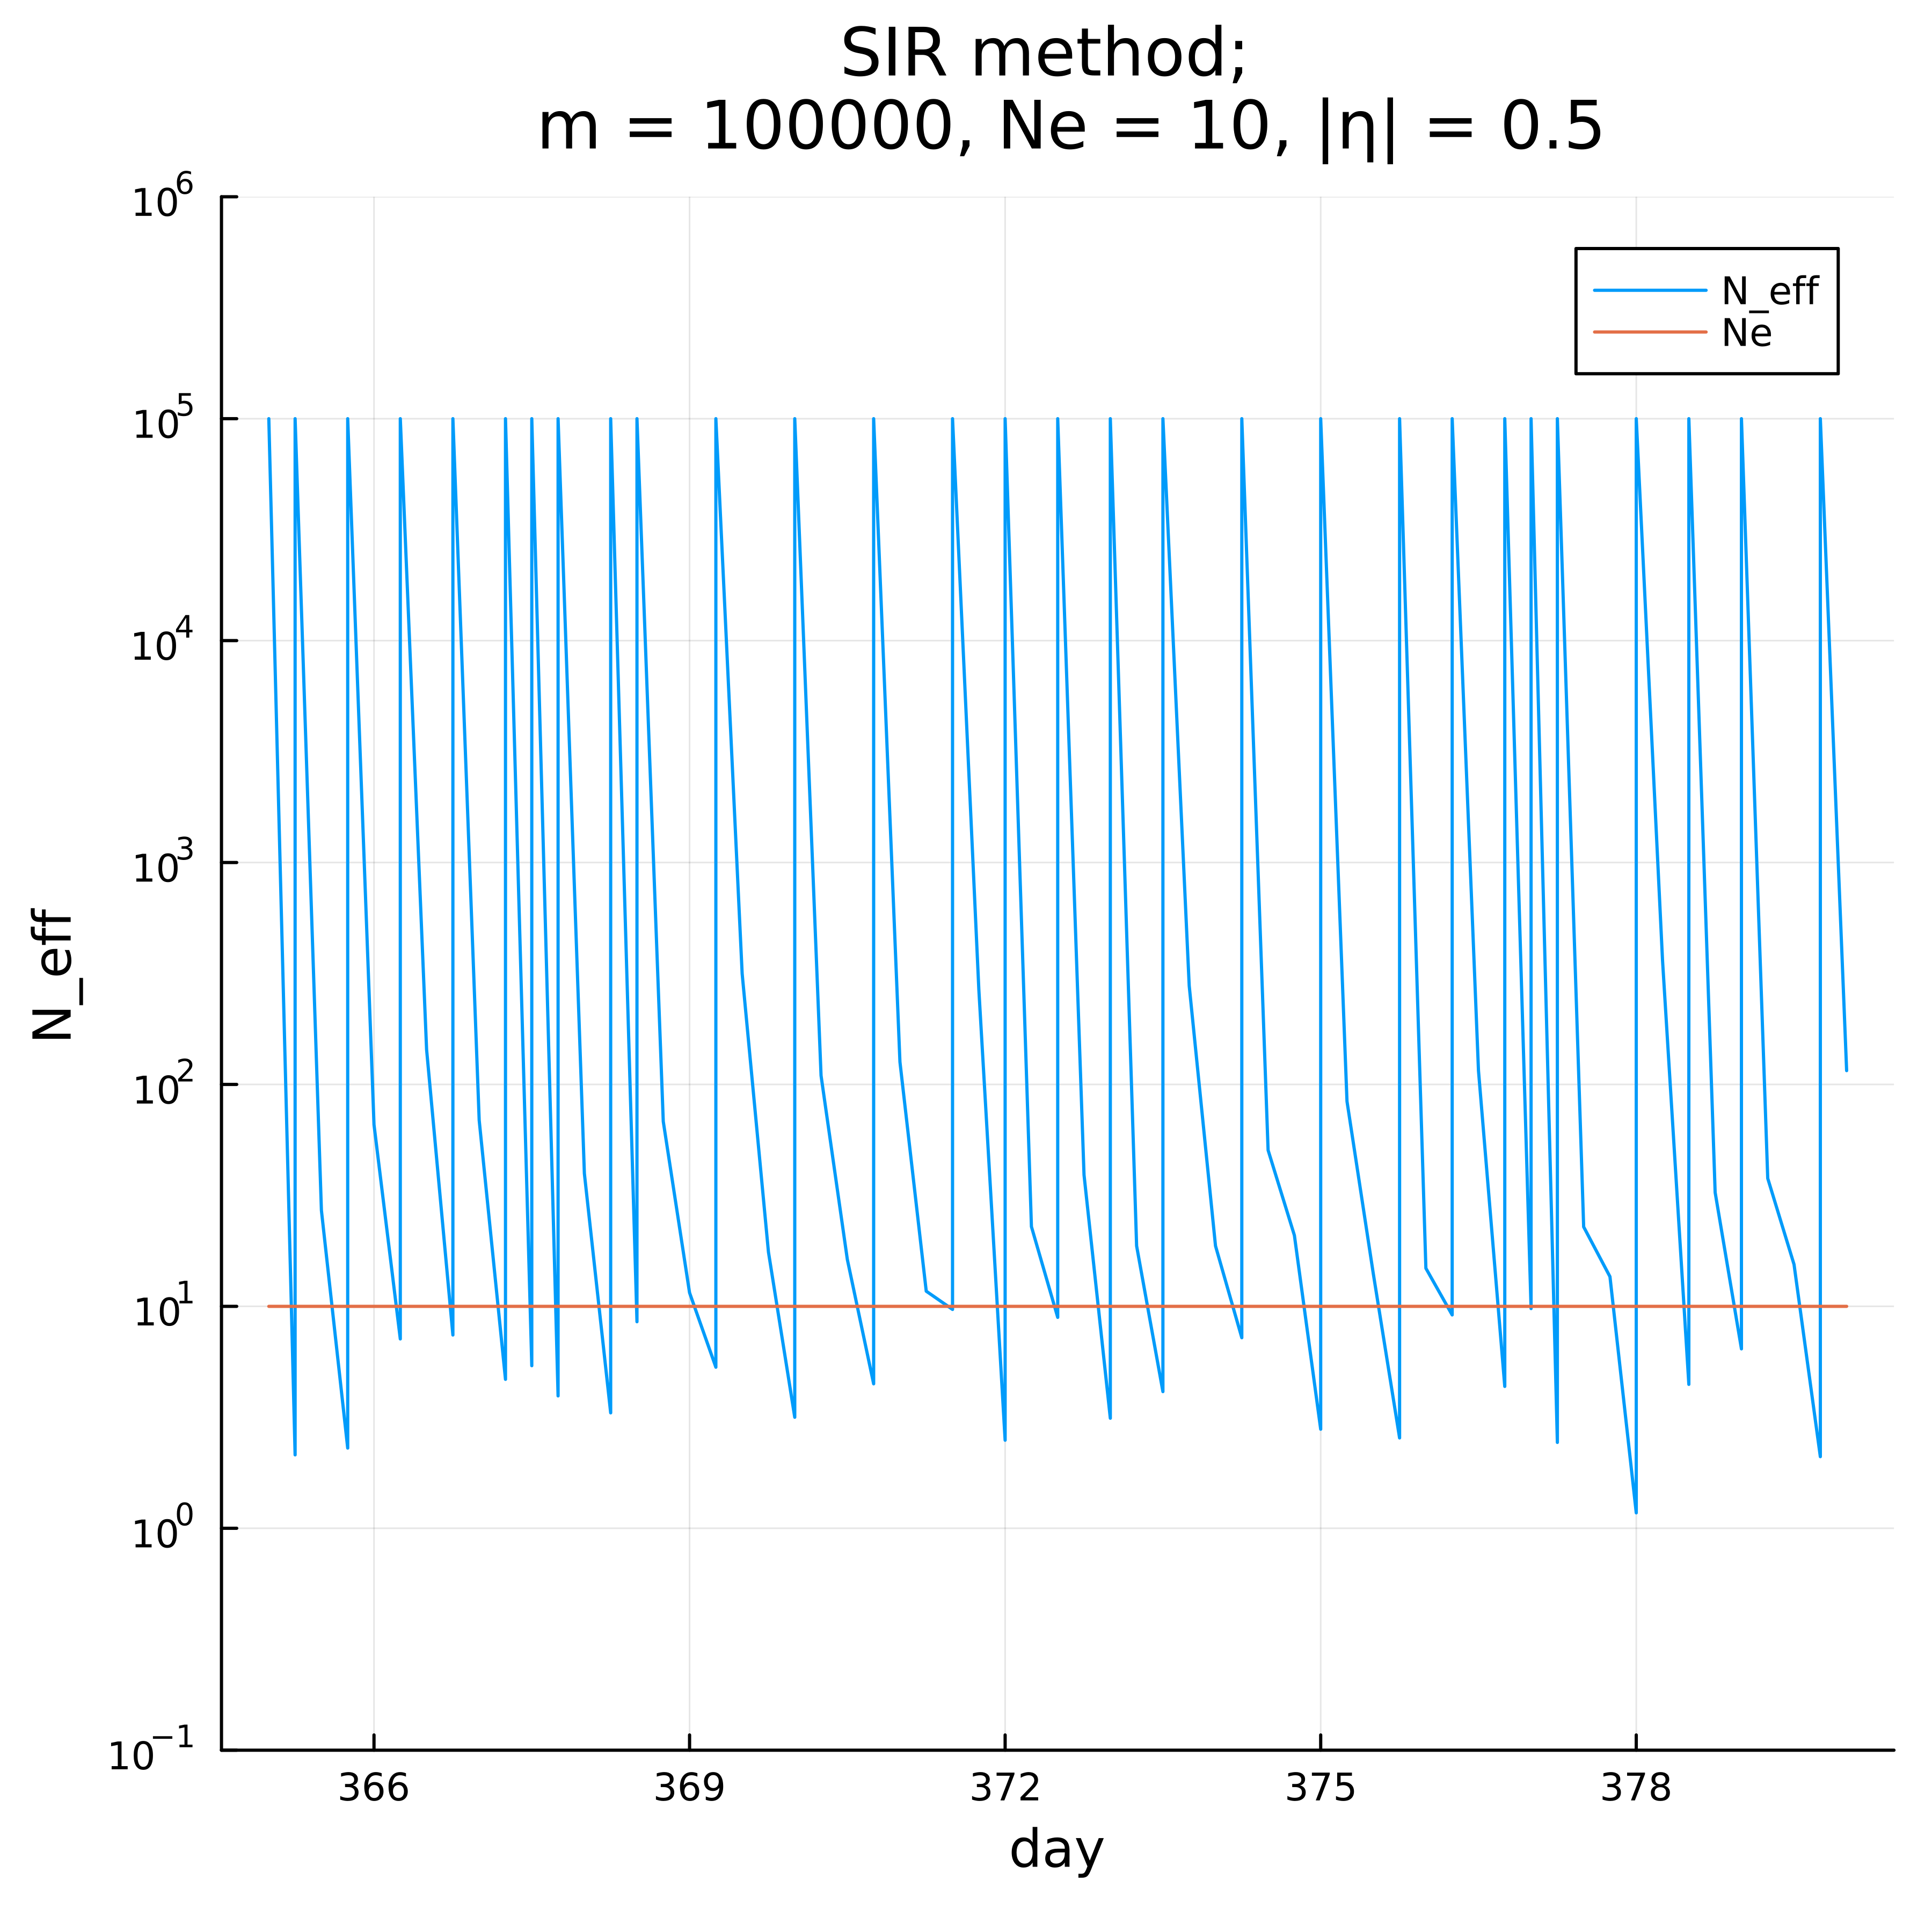 SIR method;
m = 100000, Ne = 10, |η| = 0.5
10⁶
10⁵
10⁴
10³
10²
10¹
10⁰
10⁻¹
N_eff
N_eff
Ne
366 369 372 375 378
day